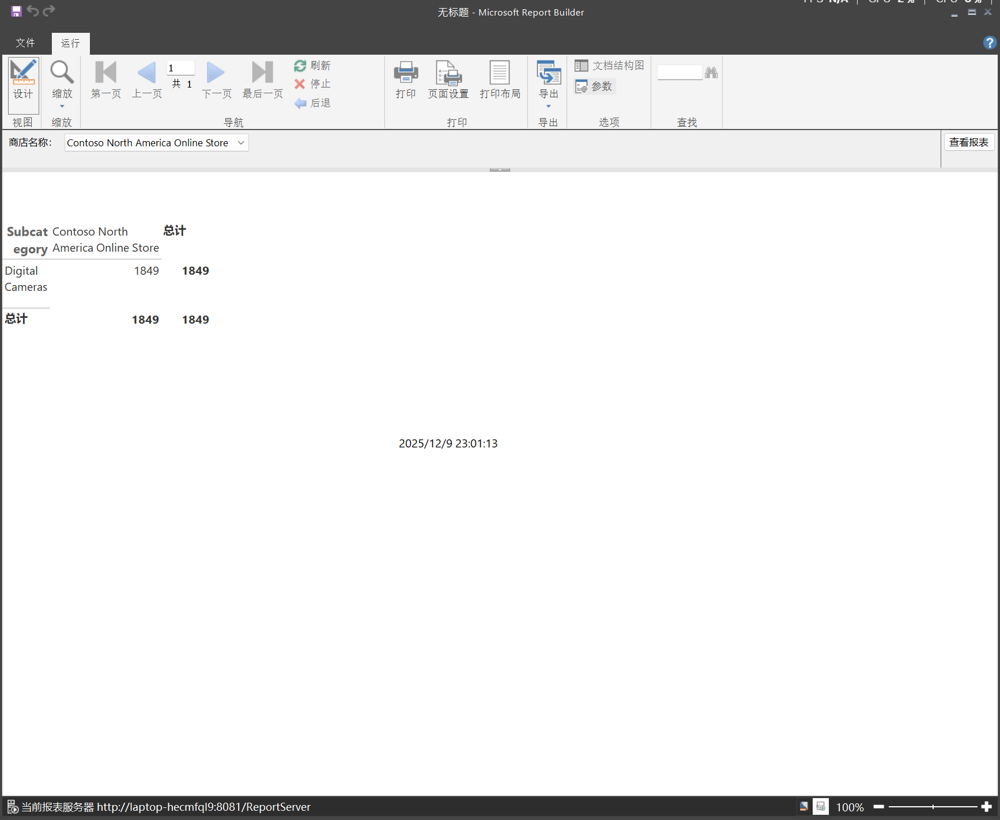 无标题 - Microsoft Report Builder
文件
运行
设计
缩放
第一页
上一页
1
共 1
下一页
最后一页
刷新
停止
后退
打印
页面设置
打印布局
导出
文档结构图
参数
视图
缩放
导航
打印
导出
选项
查找
商店名称:
Contoso North America Online Store
查看报表
Subcat
egory
Contoso North
America Online Store
总计
Digital
Cameras
1849
1849
总计
1849
1849
2025/12/9 23:01:13
当前报表服务器 http://laptop-hecmfql9:8081/ReportServer
100%